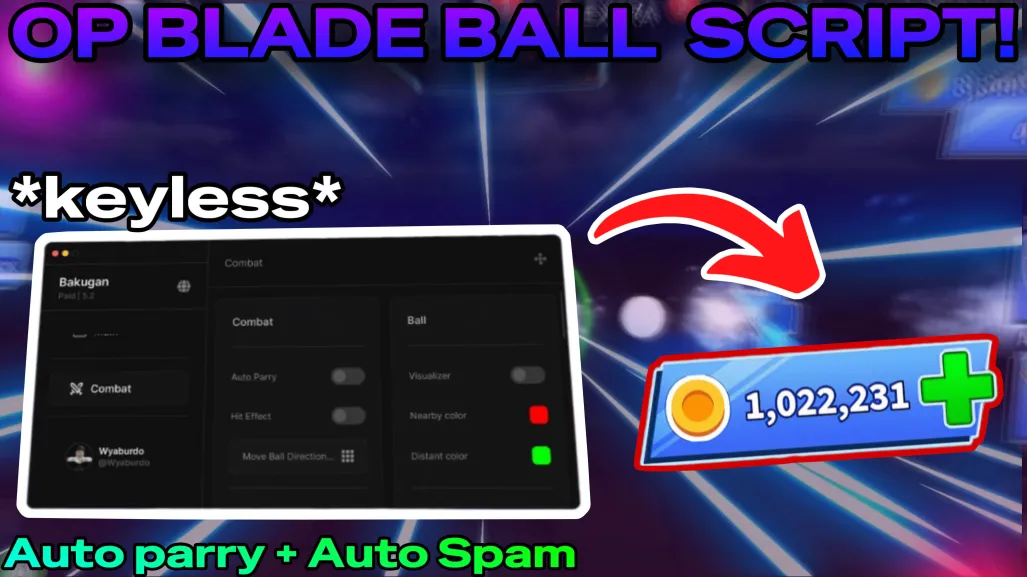 OP BLADE BALL SCRIPT!
*keyless*
Bakugan
Paid | 5.2
Combat
Wyaburdo
@Wyaburdo
Combat
Combat
Auto Parry
Hit Effect
Move Ball Direction...
Ball
Visualizer
Nearby color
Distant color
1,022,231
Auto parry + Auto Spam